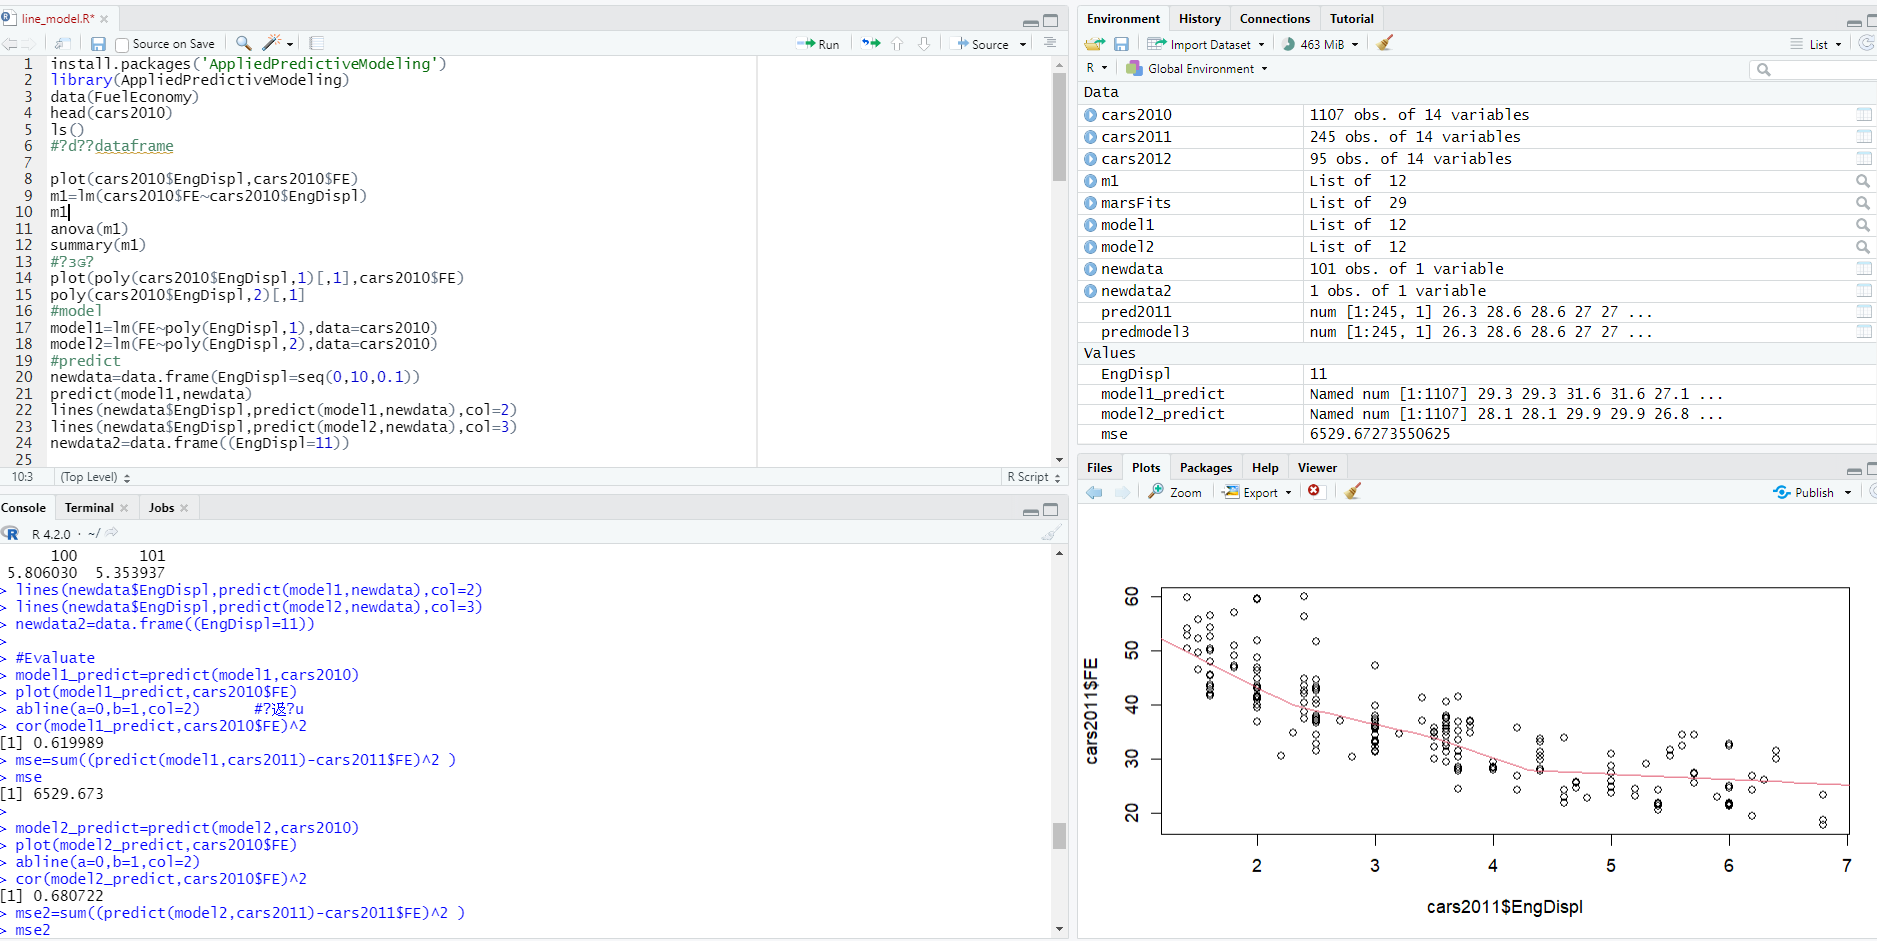 line_model.R*
Source on Save
Run
Source
1 install.packages('AppliedPredictiveModeling')
2 library(AppliedPredictiveModeling)
3 data(FuelEconomy)
4 head(cars2010)
5 ls()
6 #?d??dataframe
7
8 plot(cars2010$EngDispl,cars2010$FE)
9 m1=lm(cars2010$FE~cars2010$EngDispl)
10 m1
11 anova(m1)
12 summary(m1)
13 #?зɢ?
14 plot(poly(cars2010$EngDispl,1)[,1],cars2010$FE)
15 poly(cars2010$EngDispl,2)[,1]
16 #model
17 model1=lm(FE~poly(EngDispl,1),data=cars2010)
18 model2=lm(FE~poly(EngDispl,2),data=cars2010)
19 #predict
20 newdata=data.frame(EngDispl=seq(0,10,0.1))
21 predict(model1,newdata)
22 lines(newdata$EngDispl,predict(model1,newdata),col=2)
23 lines(newdata$EngDispl,predict(model2,newdata),col=3)
24 newdata2=data.frame((EngDispl=11))
25
10:3 (Top Level) R Script
Console Terminal Jobs
R 4.2.0 · ~/
100 101
5.806030 5.353937
> lines(newdata$EngDispl,predict(model1,newdata),col=2)
> lines(newdata$EngDispl,predict(model2,newdata),col=3)
> newdata2=data.frame((EngDispl=11))
>
> #Evaluate
> model1_predict=predict(model1,cars2010)
> plot(model1_predict,cars2010$FE)
> abline(a=0,b=1,col=2) #?u
> cor(model1_predict,cars2010$FE)^2
[1] 0.619989
> mse=sum((predict(model1,cars2011)-cars2011$FE)^2 )
> mse
[1] 6529.673
>
> model2_predict=predict(model2,cars2010)
> plot(model2_predict,cars2010$FE)
> abline(a=0,b=1,col=2)
> cor(model2_predict,cars2010$FE)^2
[1] 0.680722
> mse2=sum((predict(model2,cars2011)-cars2011$FE)^2 )
> mse2
Environment History Connections Tutorial
Import Dataset 463 MiB List
R Global Environment
Data
cars2010 1107 obs. of 14 variables
cars2011 245 obs. of 14 variables
cars2012 95 obs. of 14 variables
m1 List of 12
marsFits List of 29
model1 List of 12
model2 List of 12
newdata 101 obs. of 1 variable
newdata2 1 obs. of 1 variable
pred2011 num [1:245, 1] 26.3 28.6 28.6 27 27 ...
predmodel3 num [1:245, 1] 26.3 28.6 28.6 27 27 ...
Values
EngDispl 11
model1_predict Named num [1:1107] 29.3 29.3 31.6 31.6 27.1 ...
model2_predict Named num [1:1107] 28.1 28.1 29.9 29.9 26.8 ...
mse 6529.67273550625
Files Plots Packages Help Viewer
Zoom Export Publish
60
50
40
30
20
cars2011$FE
2 3 4 5 6 7
cars2011$EngDispl